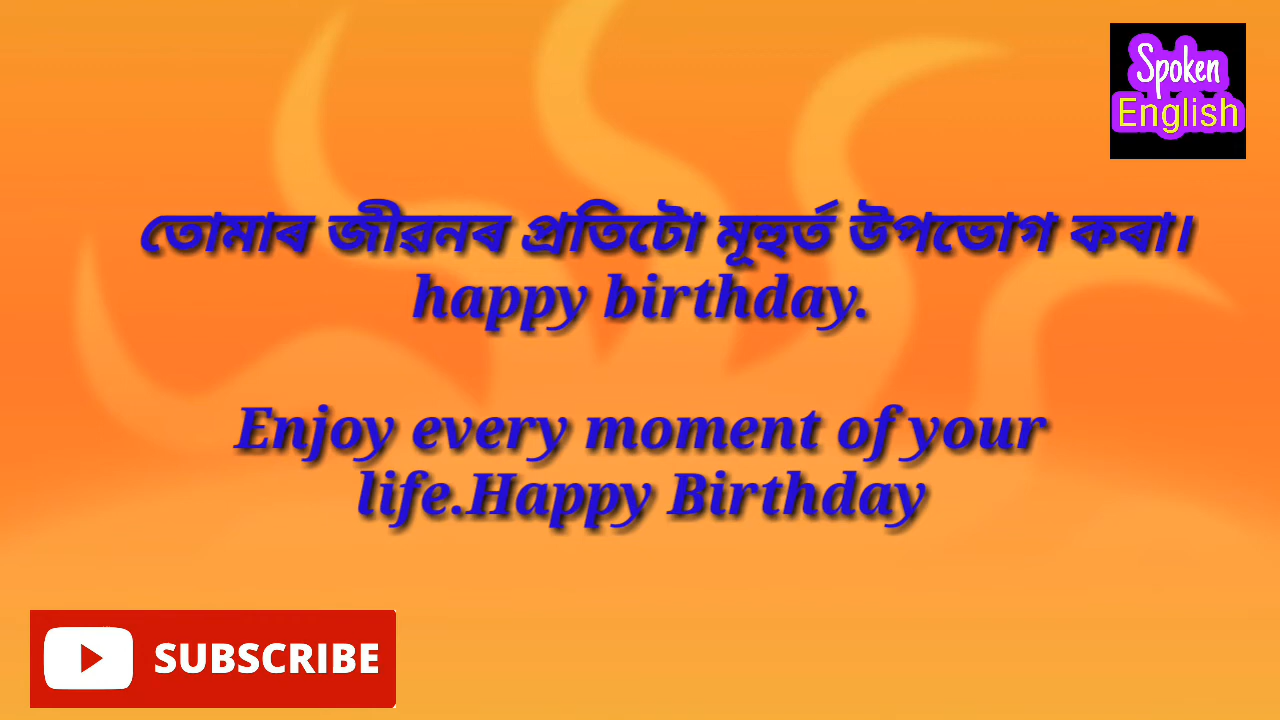 Spoken
English
তোমাৰ জীৱনৰ প্ৰতিটো মূহুৰ্ত উপভোগ কৰা।
happy birthday.
Enjoy every moment of your
life.Happy Birthday
SUBSCRIBE